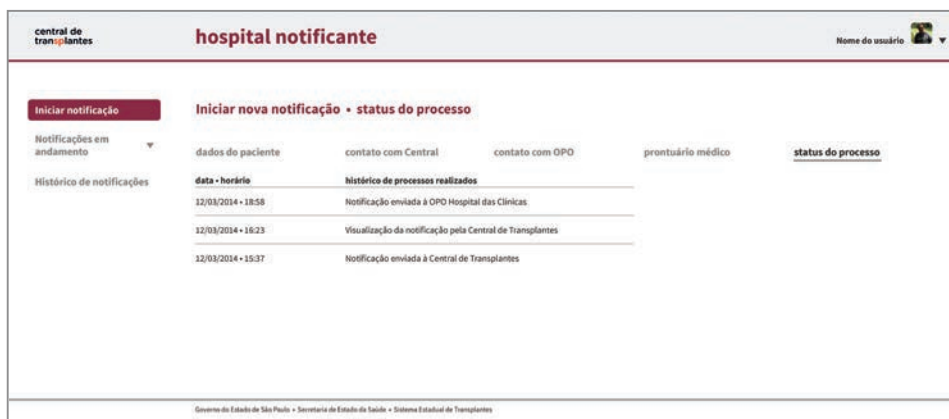 central de
transplantes
hospital notificante
Nome do usuário
Iniciar notificação
Notificações em
andamento
Histórico de notificações
Iniciar nova notificação • status do processo
dados do paciente contato com Central contato com OPO prontuário médico status do processo
data • horário histórico de processos realizados
12/03/2014 • 18:58 Notificação enviada à OPO Hospital das Clínicas
12/03/2014 • 16:23 Visualização da notificação pela Central de Transplantes
12/03/2014 • 15:37 Notificação enviada à Central de Transplantes
Governo do Estado de São Paulo • Secretaria de Estado da Saúde • Sistema Estadual de Transplantes